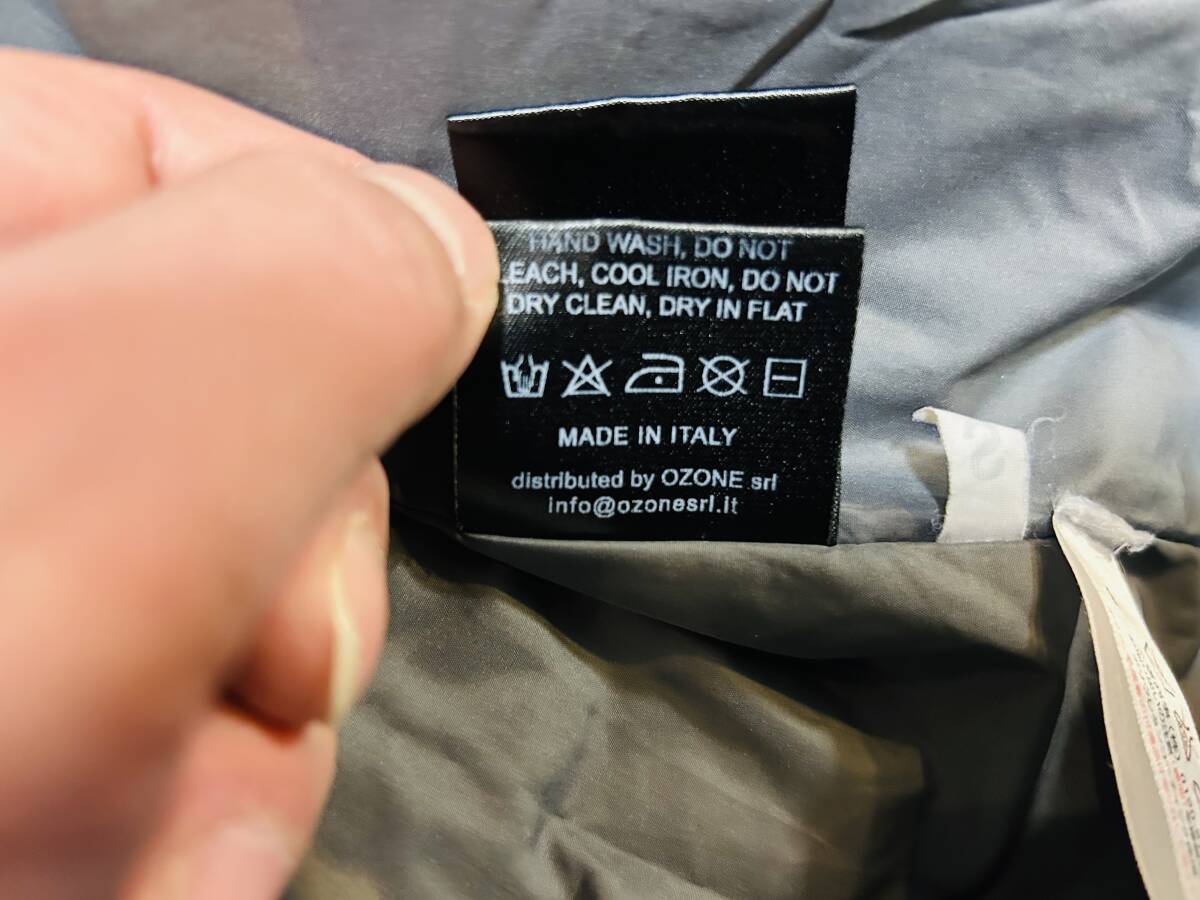 HAND WASH, DO NOT
LEACH, COOL IRON, DO NOT
DRY CLEAN, DRY IN FLAT
MADE IN ITALY
distributed by OZONE srl
info@ozonesrl.it
S